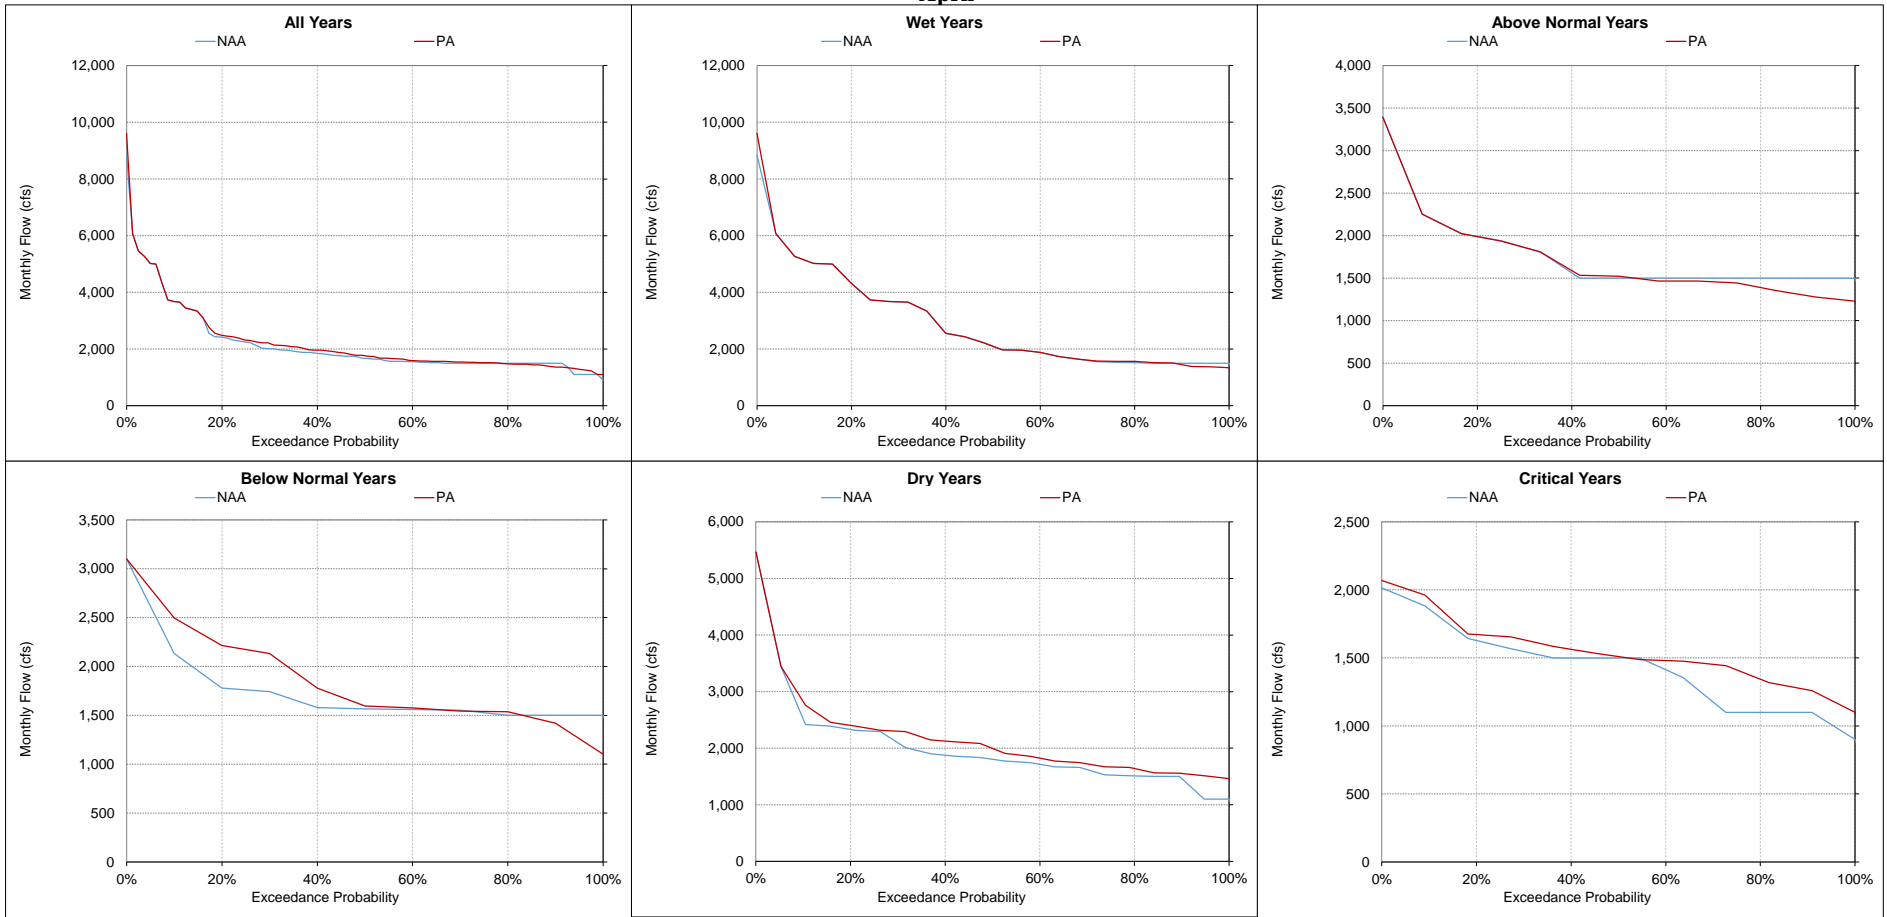 All Years
NAA PA
12,000
10,000
8,000
6,000
4,000
2,000
0
Monthly Flow (cfs)
0% 20% 40% 60% 80% 100%
Exceedance Probability
Wet Years
NAA PA
12,000
10,000
8,000
6,000
4,000
2,000
0
Monthly Flow (cfs)
0% 20% 40% 60% 80% 100%
Exceedance Probability
Above Normal Years
NAA PA
4,000
3,500
3,000
2,500
2,000
1,500
1,000
500
0
Monthly Flow (cfs)
0% 20% 40% 60% 80% 100%
Exceedance Probability
Below Normal Years
NAA PA
3,500
3,000
2,500
2,000
1,500
1,000
500
0
Monthly Flow (cfs)
0% 20% 40% 60% 80% 100%
Exceedance Probability
Dry Years
NAA PA
6,000
5,000
4,000
3,000
2,000
1,000
0
Monthly Flow (cfs)
0% 20% 40% 60% 80% 100%
Exceedance Probability
Critical Years
NAA PA
2,500
2,000
1,500
1,000
500
0
Monthly Flow (cfs)
0% 20% 40% 60% 80% 100%
Exceedance Probability